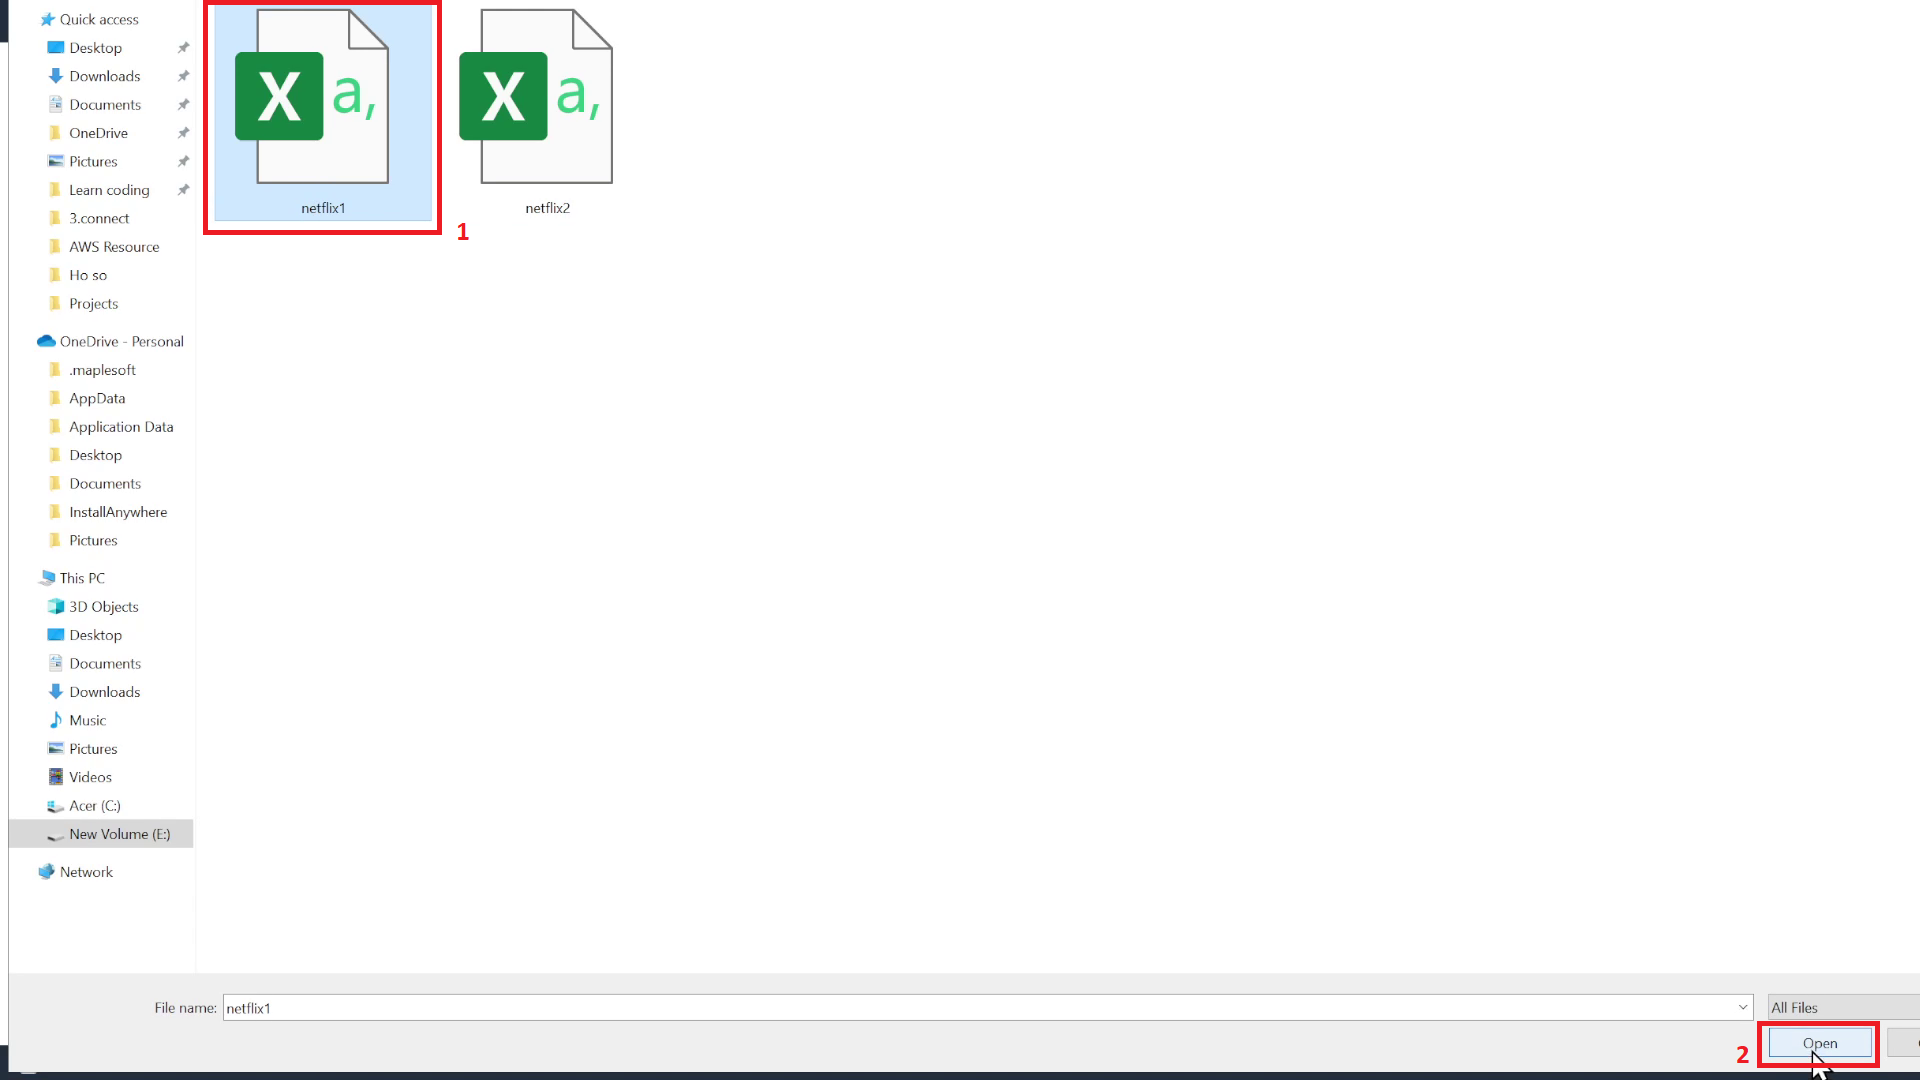 Quick access
Desktop
Downloads
Documents
OneDrive
Pictures
Learn coding
3.connect
AWS Resource
Ho so
Projects
OneDrive - Personal
.maplesoft
AppData
Application Data
Desktop
Documents
InstallAnywhere
Pictures
This PC
3D Objects
Desktop
Documents
Downloads
Music
Pictures
Videos
Acer (C:)
New Volume (E:)
Network
X a,
netflix1
1
X a,
netflix2
File name: netflix1
All Files
2
Open